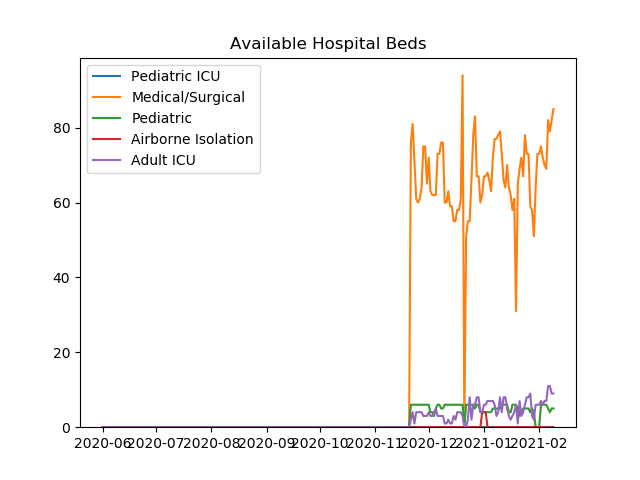 Available Hospital Beds
Pediatric ICU
Medical/Surgical
Pediatric
Airborne Isolation
Adult ICU
80
60
40
20
0
2020-06 2020-07 2020-08 2020-09 2020-10 2020-11 2020-12 2021-01 2021-02